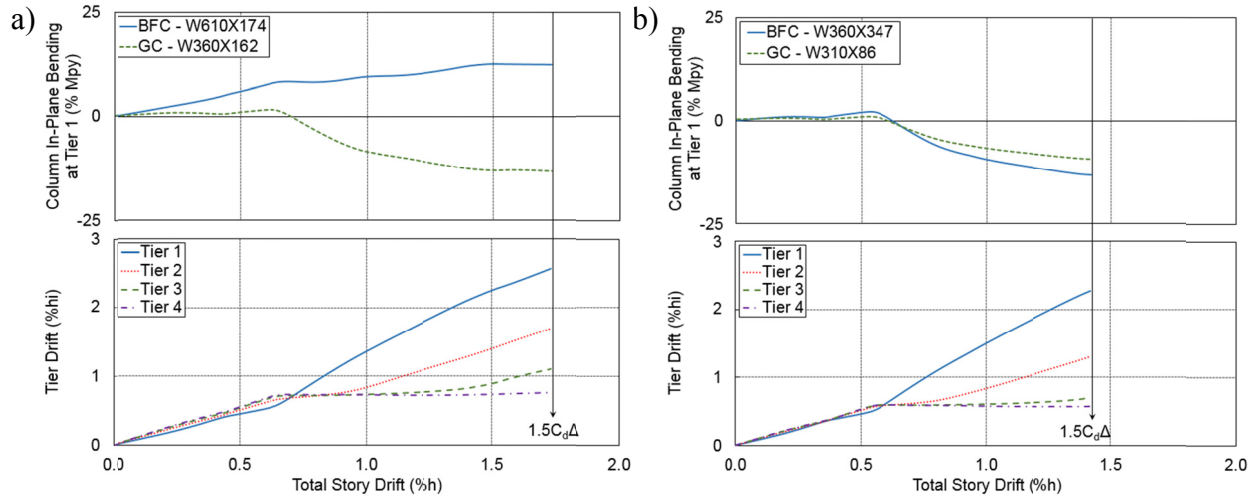 a)
Column In-Plane Bending
at Tier 1 (% Mpy)
25
0
-25
BFC - W610X174
GC - W360X162
Tier Drift (%hi)
3
2
1
0
Tier 1
Tier 2
Tier 3
Tier 4
1.5CdΔ
0.0 0.5 1.0 1.5 2.0
Total Story Drift (%h)
b)
Column In-Plane Bending
at Tier 1 (% Mpy)
25
0
-25
BFC - W360X347
GC - W310X86
Tier Drift (%hi)
3
2
1
0
Tier 1
Tier 2
Tier 3
Tier 4
1.5CdΔ
0.0 0.5 1.0 1.5 2.0
Total Story Drift (%h)